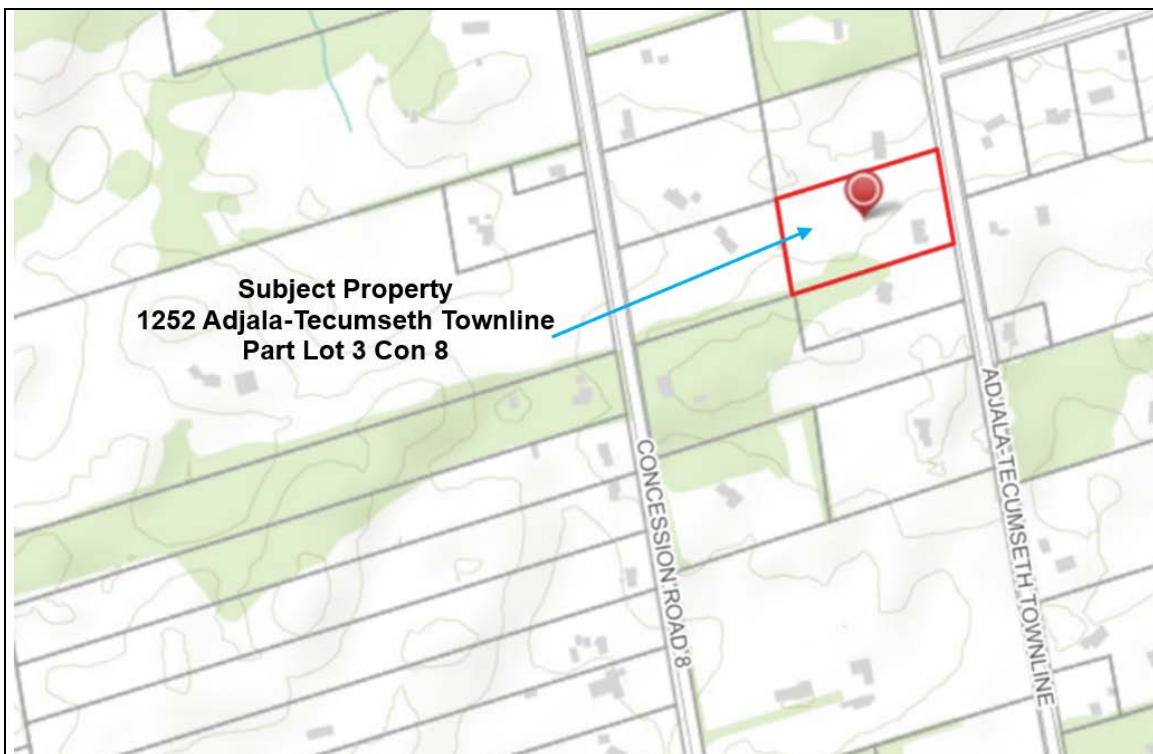 Subject Property
1252 Adjala-Tecumseth Townline
Part Lot 3 Con 8
CONCESSION ROAD 8
ADJALA-TECUMSETH TOWNLINE